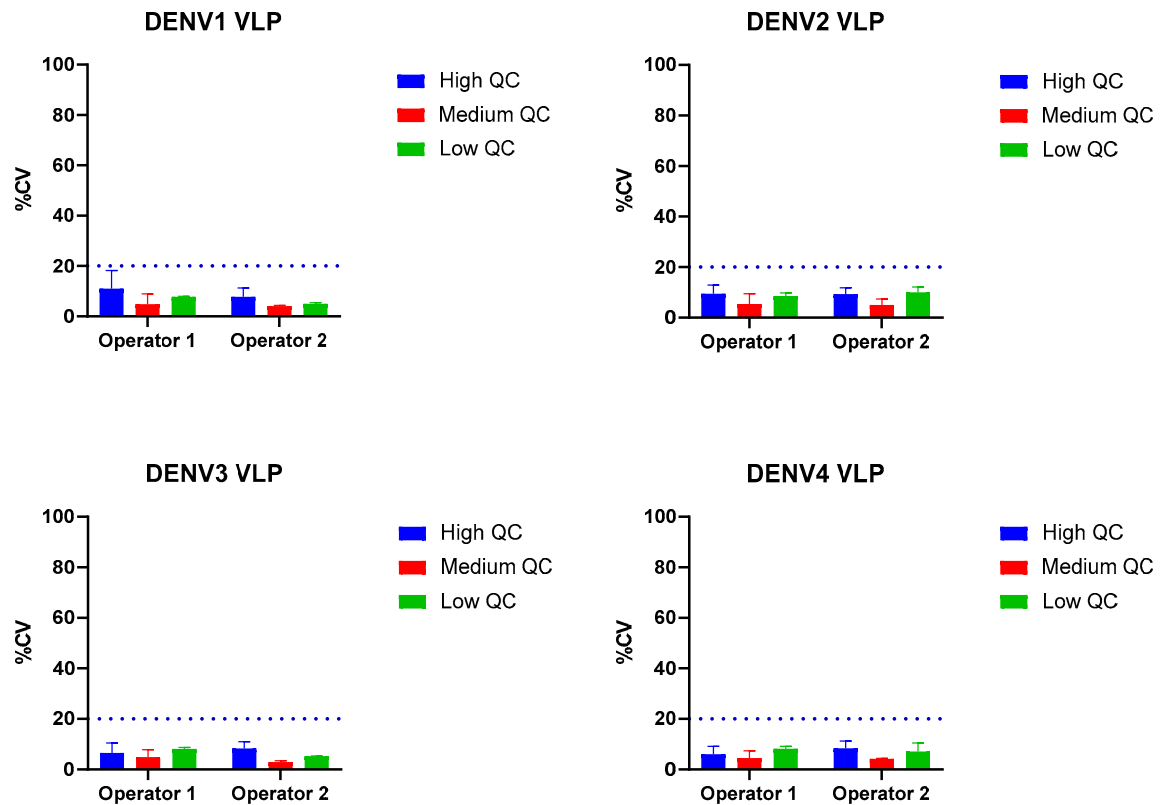 DENV1 VLP
%CV
100
80
60
40
20
0
Operator 1
Operator 2
High QC
Medium QC
Low QC
DENV2 VLP
%CV
100
80
60
40
20
0
Operator 1
Operator 2
High QC
Medium QC
Low QC
DENV3 VLP
%CV
100
80
60
40
20
0
Operator 1
Operator 2
High QC
Medium QC
Low QC
DENV4 VLP
%CV
100
80
60
40
20
0
Operator 1
Operator 2
High QC
Medium QC
Low QC